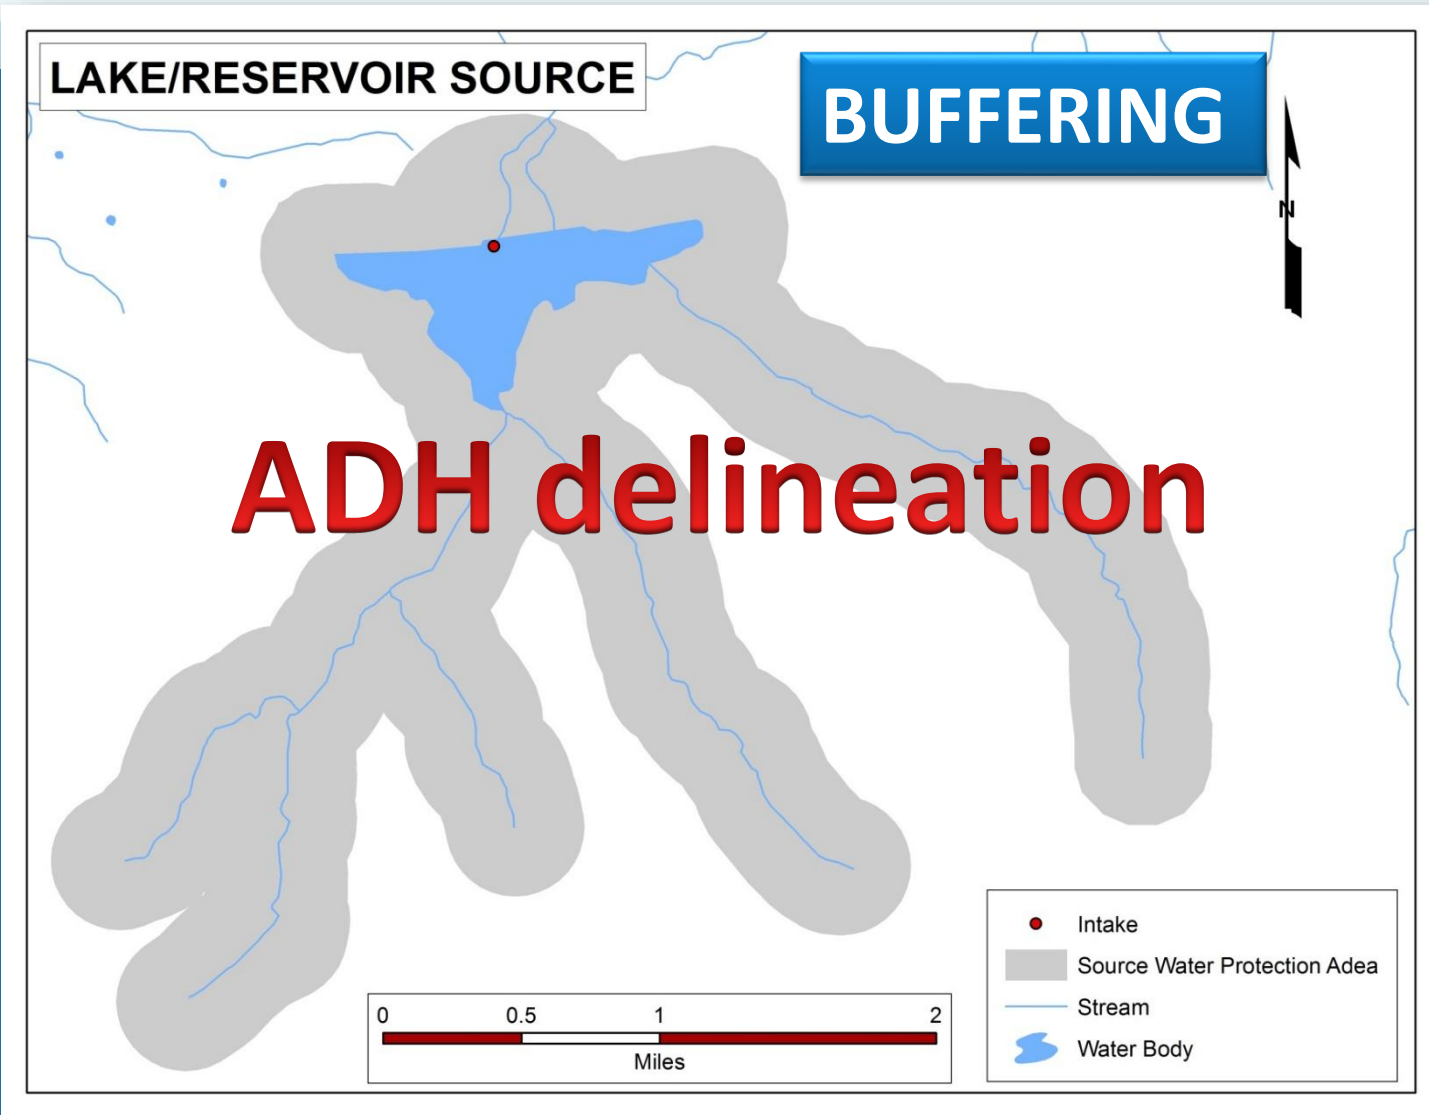 LAKE/RESERVOIR SOURCE
BUFFERING
N
ADH delineation
Intake
Source Water Protection Adea
Stream
Water Body
0 0.5 1 2
Miles